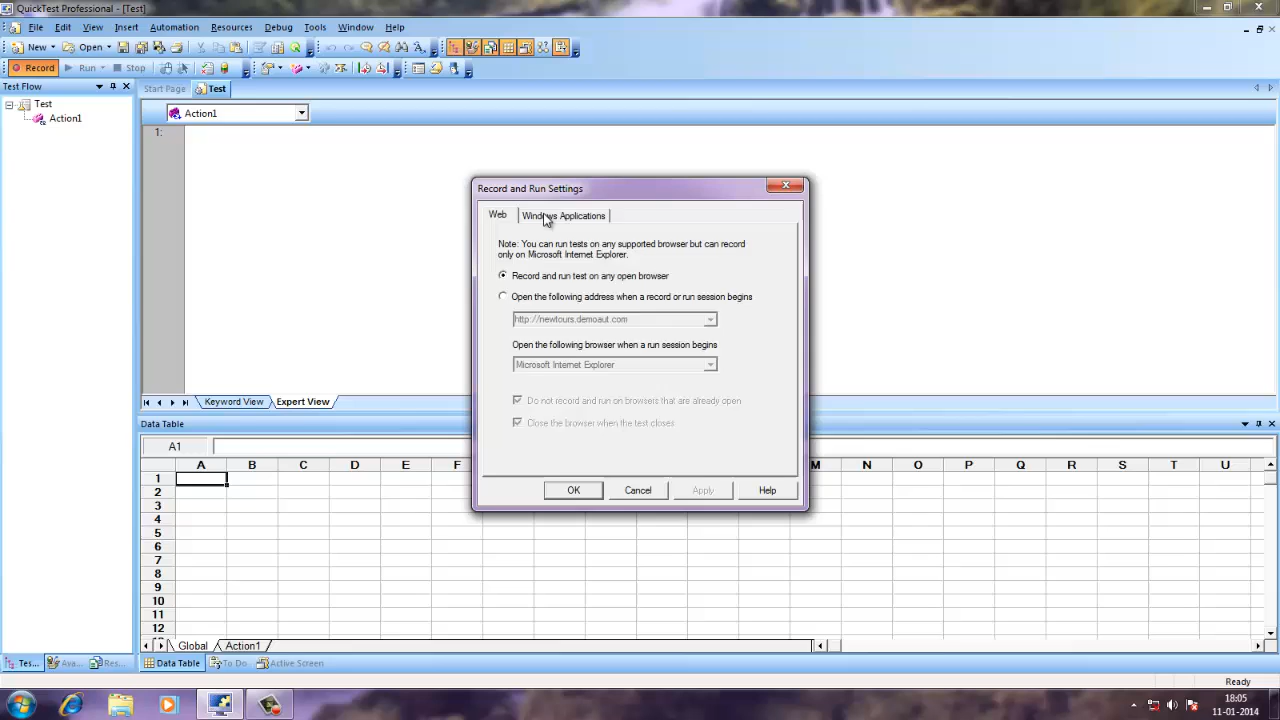 QuickTest Professional - [Test]
File Edit View Insert Automation Resources Debug Tools Window Help
New Open
Record Run Stop
Test Flow
Start Page Test
Test
Action1
Action1
1:
Record and Run Settings
Web Windows Applications
Note: You can run tests on any supported browser but can record
only on Microsoft Internet Explorer.
Record and run test on any open browser
Open the following address when a record or run session begins
http://newtours.demoaut.com
Open the following browser when a run session begins
Microsoft Internet Explorer
Do not record and run on browsers that are already open
Close the browser when the test closes
OK Cancel Apply Help
Keyword View Expert View
Data Table
A1
A B C D E F M N O P Q R S T U
1
2
3
4
5
6
7
8
9
10
11
12
Global Action1
Tes... Ava... Res... Data Table To Do Active Screen
Ready
18:05
11-01-2014